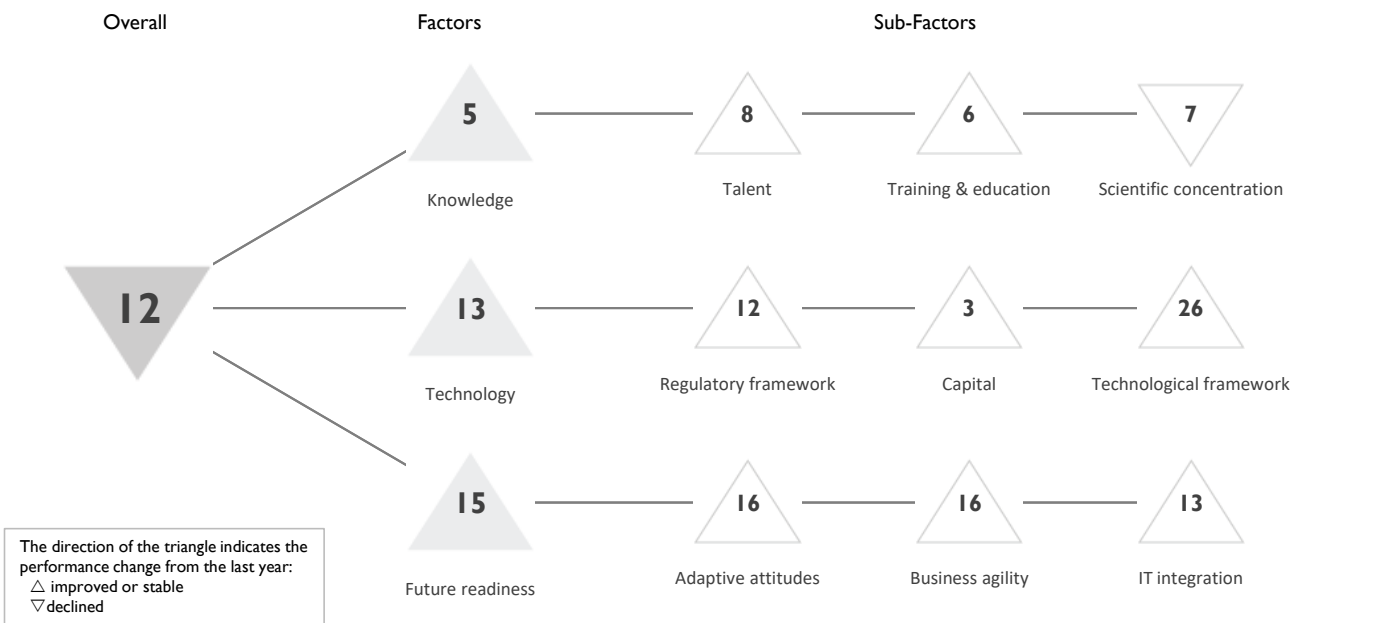 Overall Factors Sub-Factors
5 8 6 7
Knowledge Talent Training & education Scientific concentration
12 13 12 3 26
Technology Regulatory framework Capital Technological framework
15 16 16 13
Future readiness Adaptive attitudes Business agility IT integration
The direction of the triangle indicates the
performance change from the last year:
△ improved or stable
▽ declined